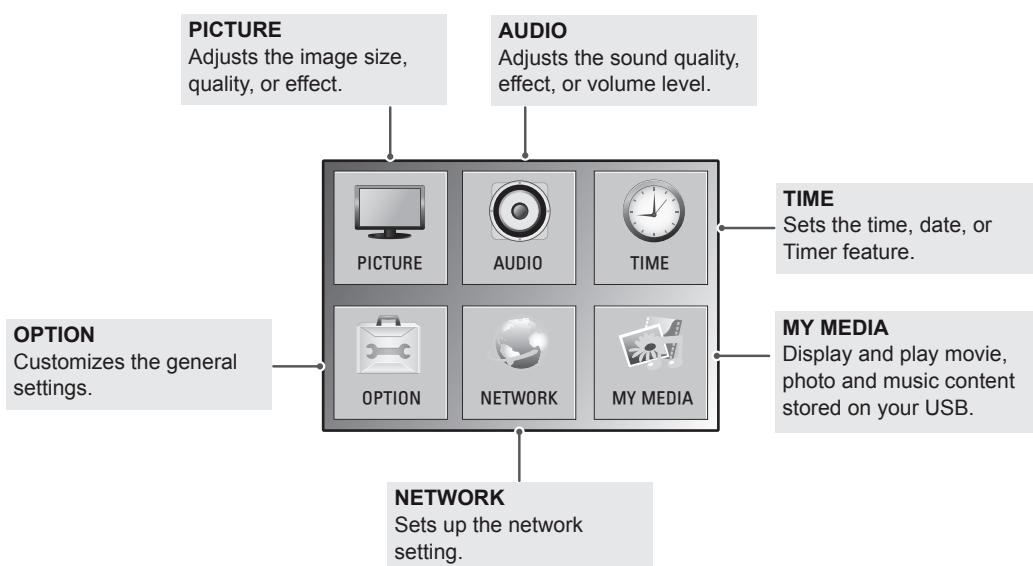 PICTURE
Adjusts the image size,
quality, or effect.
AUDIO
Adjusts the sound quality,
effect, or volume level.
PICTURE
AUDIO
TIME
TIME
Sets the time, date, or
Timer feature.
OPTION
Customizes the general
settings.
OPTION
NETWORK
MY MEDIA
MY MEDIA
Display and play movie,
photo and music content
stored on your USB.
NETWORK
Sets up the network
setting.